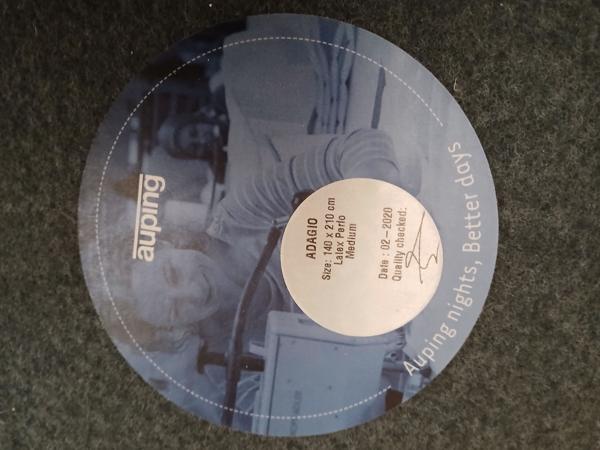 auping
ADAGIO
Size: 140 x 210 cm
Latex Perlo
Medium
Date : 02 - 2020
Quality checked:
Auping nights, Better days